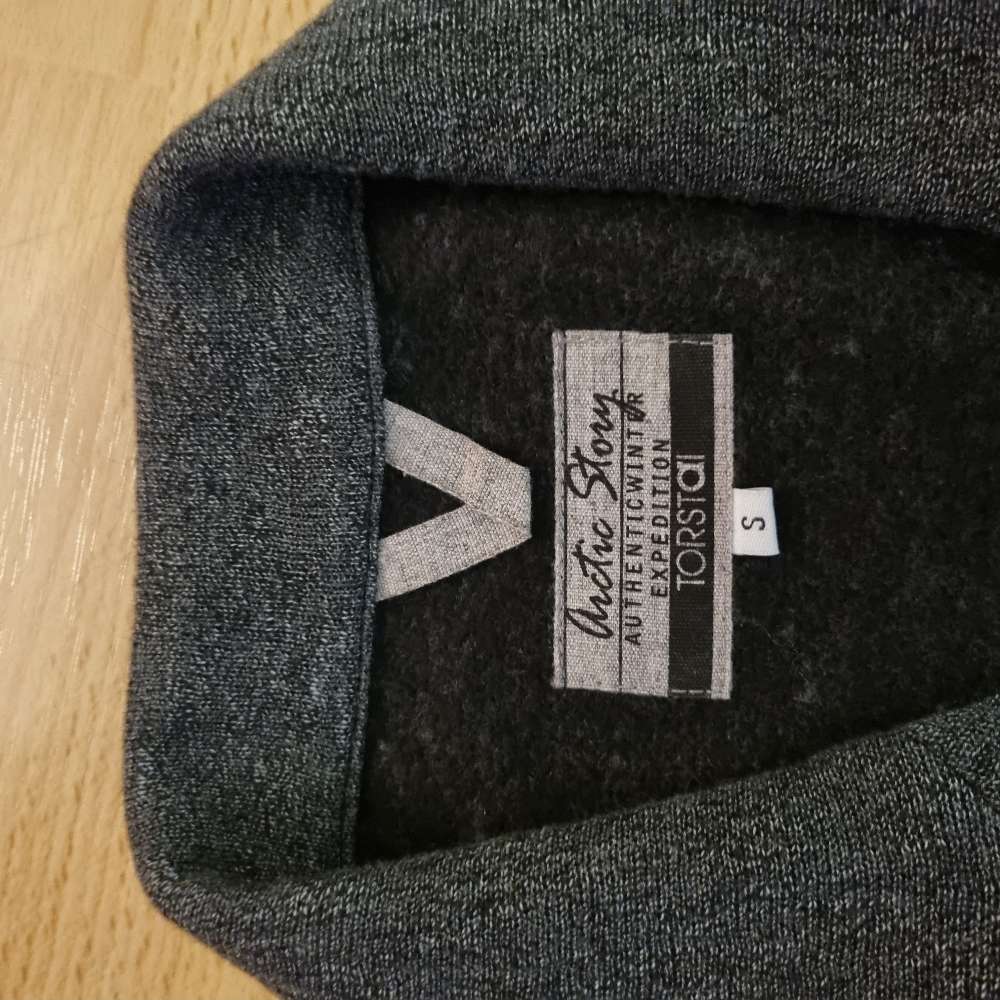 Arctic Story
AUTHENTICWINTER
EXPEDITION
TORSTAI
S